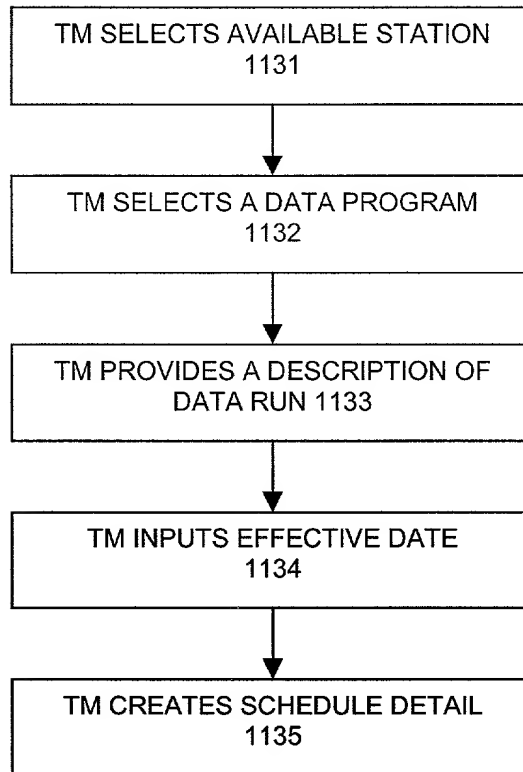 TM SELECTS AVAILABLE STATION
1131
TM SELECTS A DATA PROGRAM
1132
TM PROVIDES A DESCRIPTION OF
DATA RUN 1133
TM INPUTS EFFECTIVE DATE
1134
TM CREATES SCHEDULE DETAIL
1135